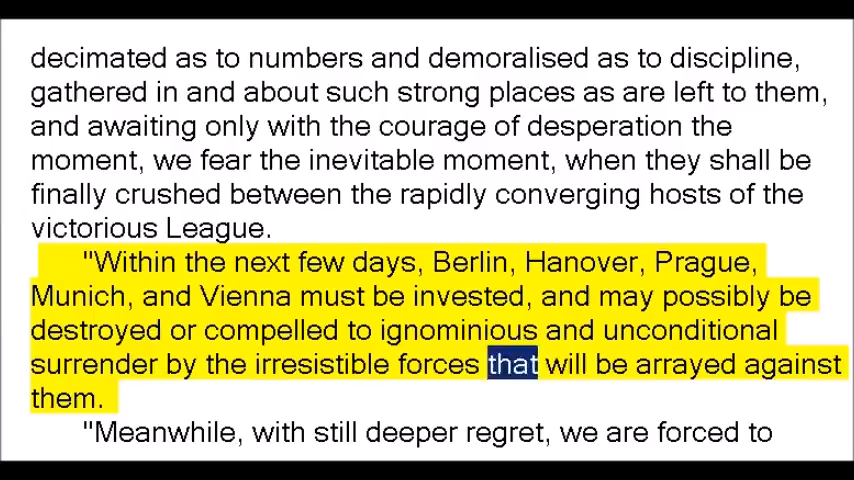 decimated as to numbers and demoralised as to discipline,
gathered in and about such strong places as are left to them,
and awaiting only with the courage of desperation the
moment, we fear the inevitable moment, when they shall be
finally crushed between the rapidly converging hosts of the
victorious League.
"Within the next few days, Berlin, Hanover, Prague,
Munich, and Vienna must be invested, and may possibly be
destroyed or compelled to ignominious and unconditional
surrender by the irresistible forces that will be arrayed against
them.
"Meanwhile, with still deeper regret, we are forced to